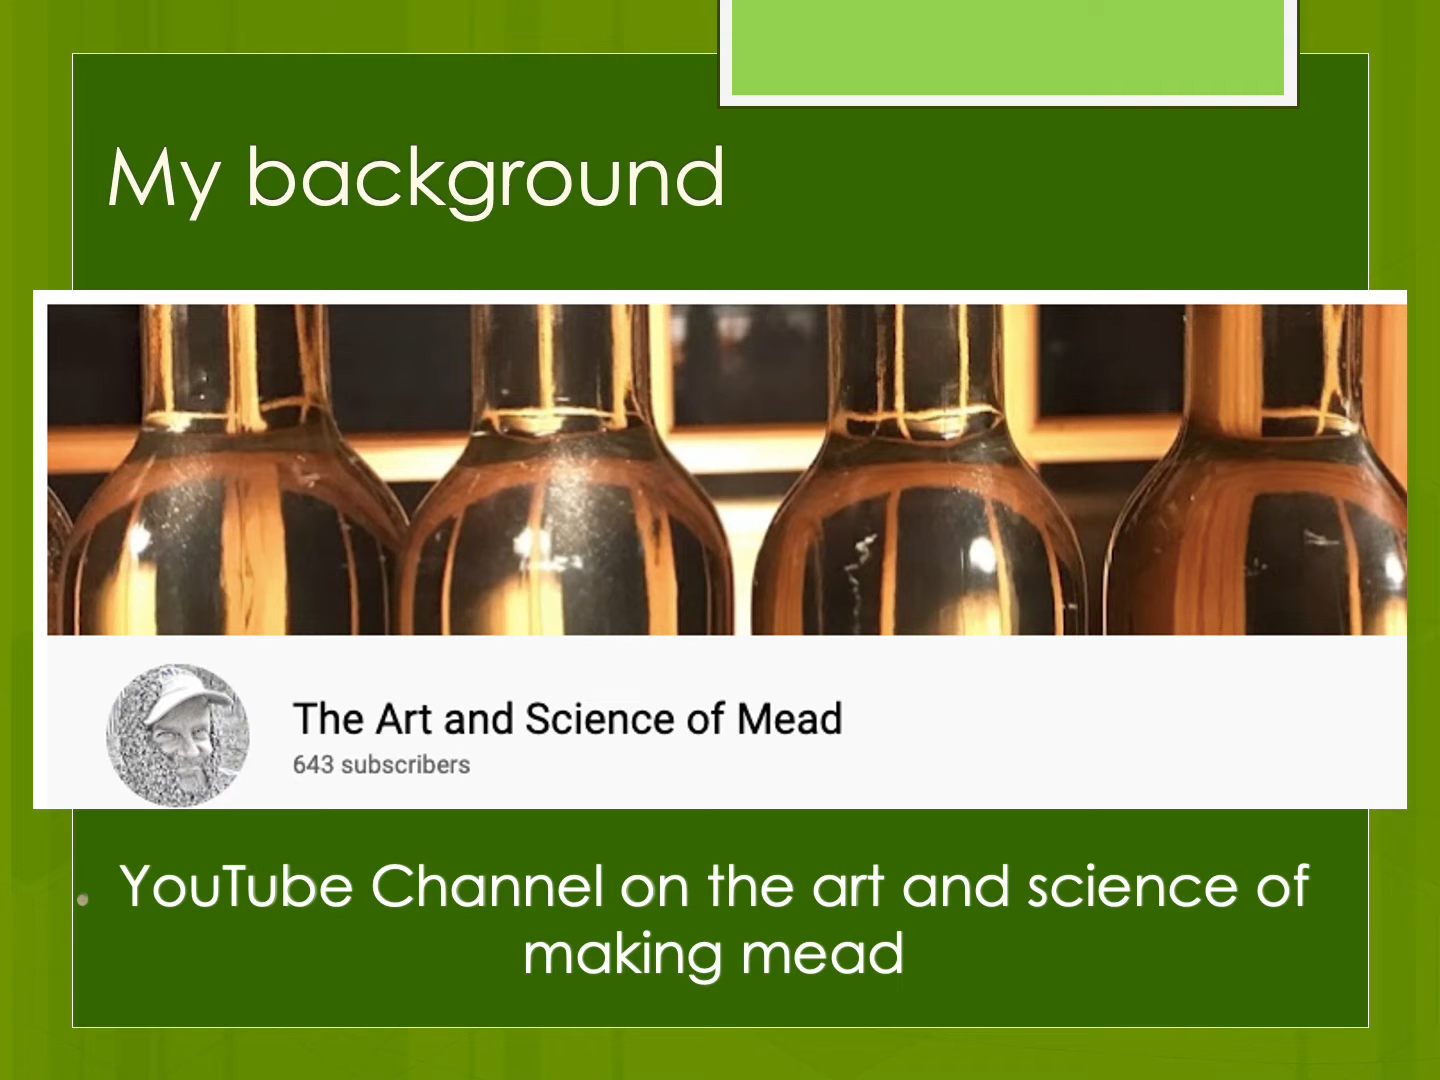 My background
The Art and Science of Mead
643 subscribers
YouTube Channel on the art and science of
making mead